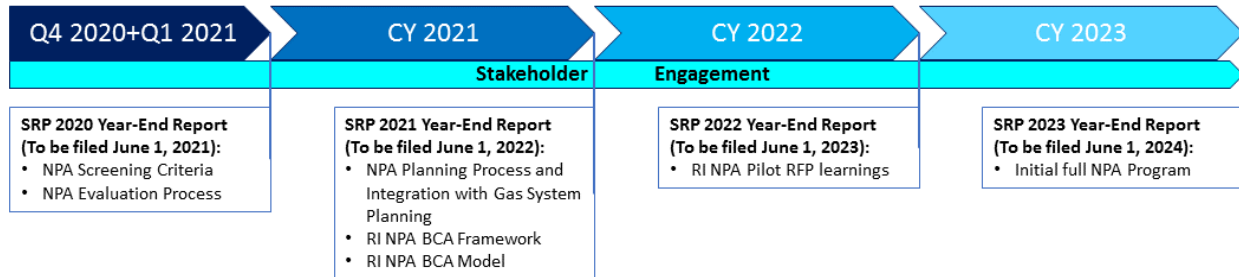 Q4 2020+Q1 2021
CY 2021
CY 2022
CY 2023
Stakeholder Engagement
SRP 2020 Year-End Report
(To be filed June 1, 2021):
• NPA Screening Criteria
• NPA Evaluation Process
SRP 2021 Year-End Report
(To be filed June 1, 2022):
• NPA Planning Process and
Integration with Gas System
Planning
• RI NPA BCA Framework
• RI NPA BCA Model
SRP 2022 Year-End Report
(To be filed June 1, 2023):
• RI NPA Pilot RFP learnings
SRP 2023 Year-End Report
(To be filed June 1, 2024):
• Initial full NPA Program